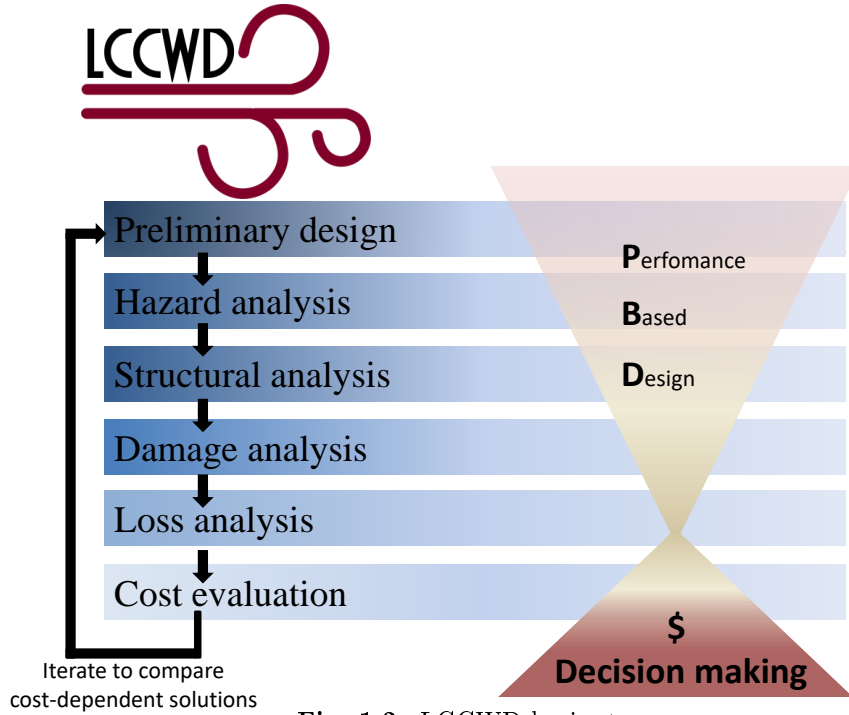 LCCWD
Preliminary design
Hazard analysis
Structural analysis
Damage analysis
Loss analysis
Cost evaluation
Iterate to compare
cost-dependent solutions
Perfomance
Based
Design
$
Decision making